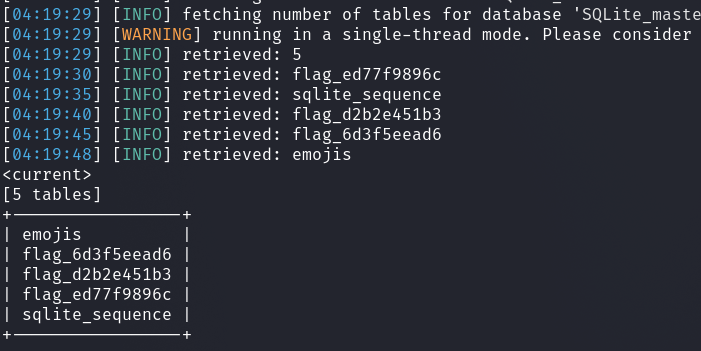 [04:19:29] [INFO] fetching number of tables for database 'SQLite_maste
[04:19:29] [WARNING] running in a single-thread mode. Please consider
[04:19:29] [INFO] retrieved: 5
[04:19:30] [INFO] retrieved: flag_ed77f9896c
[04:19:35] [INFO] retrieved: sqlite_sequence
[04:19:40] [INFO] retrieved: flag_d2b2e451b3
[04:19:45] [INFO] retrieved: flag_6d3f5eead6
[04:19:48] [INFO] retrieved: emojis
<current>
[5 tables]
+-----------------+
| emojis          |
| flag_6d3f5eead6 |
| flag_d2b2e451b3 |
| flag_ed77f9896c |
| sqlite_sequence |
+-----------------+